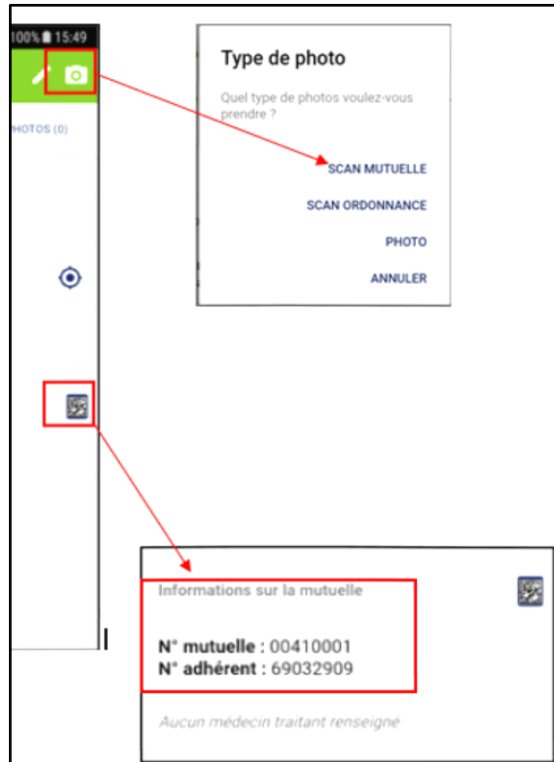 100% 15:49
PHOTOS (0)
Type de photo
Quel type de photos voulez-vous
prendre ?
SCAN MUTUELLE
SCAN ORDONNANCE
PHOTO
ANNULER
Informations sur la mutuelle
N° mutuelle : 00410001
N° adhérent : 69032909
Aucun médecin traitant renseigné